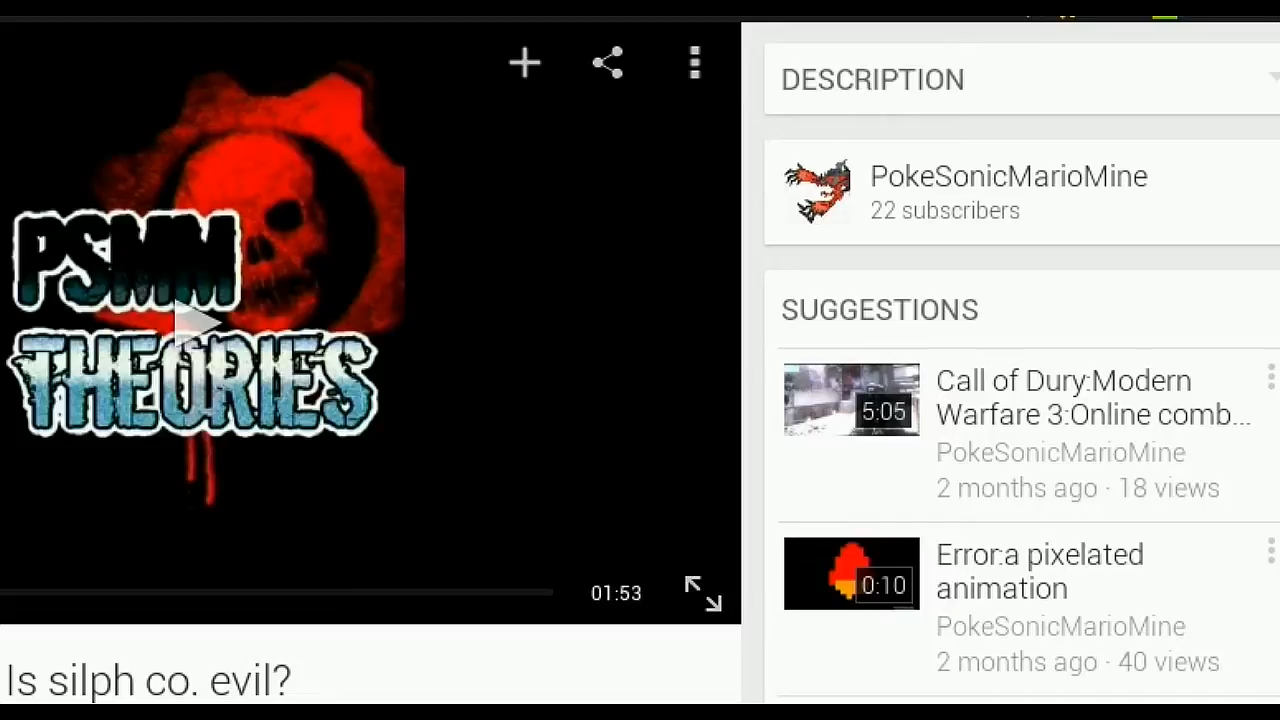 PSMM
THEORIES
01:53
Is silph co. evil?
DESCRIPTION
PokeSonicMarioMine
22 subscribers
SUGGESTIONS
5:05
Call of Dury:Modern
Warfare 3:Online comb...
PokeSonicMarioMine
2 months ago · 18 views
0:10
Error:a pixelated
animation
PokeSonicMarioMine
2 months ago · 40 views